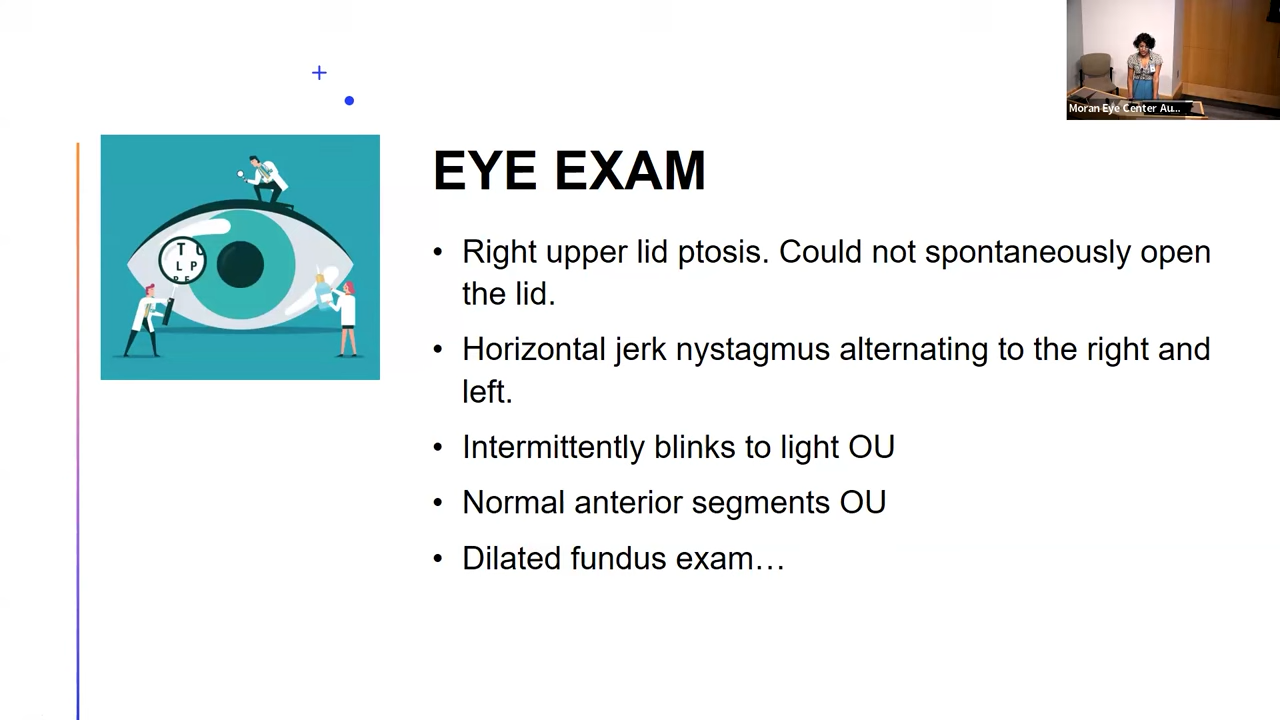 Moran Eye Center Au...
EYE EXAM
• Right upper lid ptosis. Could not spontaneously open
the lid.
• Horizontal jerk nystagmus alternating to the right and
left.
• Intermittently blinks to light OU
• Normal anterior segments OU
• Dilated fundus exam…
T
L P